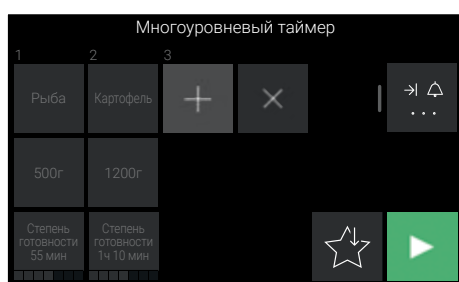 Многоуровневый таймер
1 2 3
Рыба Картофель
500г 1200г
Степень Степень
готовности готовности
55 мин 1ч 10 мин